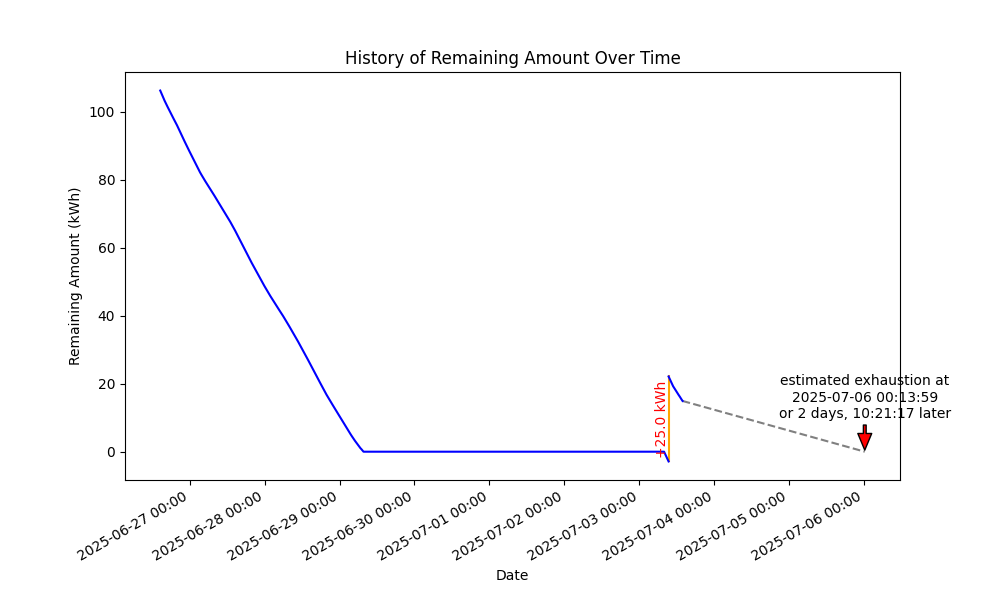 History of Remaining Amount Over Time
Remaining Amount (kWh)
100
80
60
40
20
0
+25.0 kWh
estimated exhaustion at
2025-07-06 00:13:59
or 2 days, 10:21:17 later
2025-06-27 00:00
2025-06-28 00:00
2025-06-29 00:00
2025-06-30 00:00
2025-07-01 00:00
2025-07-02 00:00
2025-07-03 00:00
2025-07-04 00:00
2025-07-05 00:00
2025-07-06 00:00
Date